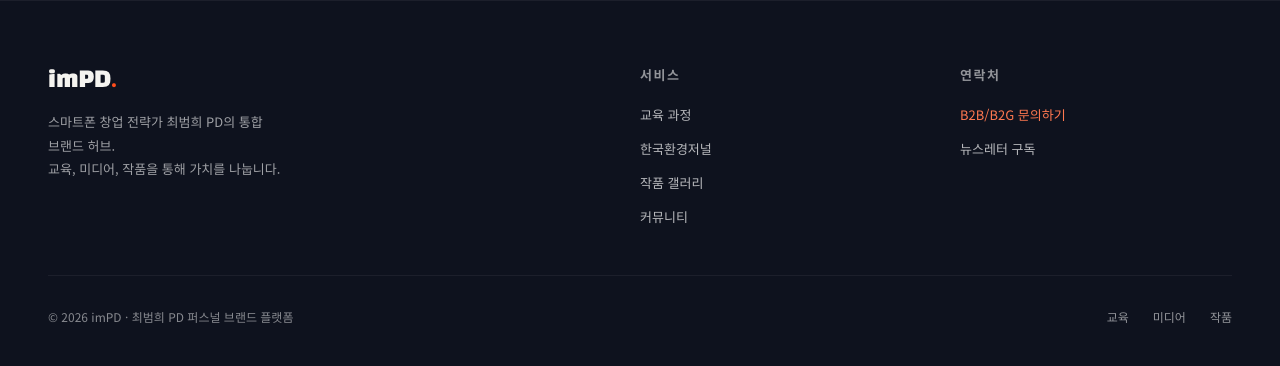 imPD.
스마트폰 창업 전략가 최범희 PD의 통합
브랜드 허브.
교육, 미디어, 작품을 통해 가치를 나눕니다.
서비스
교육 과정
한국환경저널
작품 갤러리
커뮤니티
연락처
B2B/B2G 문의하기
뉴스레터 구독
© 2026 imPD · 최범희 PD 퍼스널 브랜드 플랫폼
교육 미디어 작품